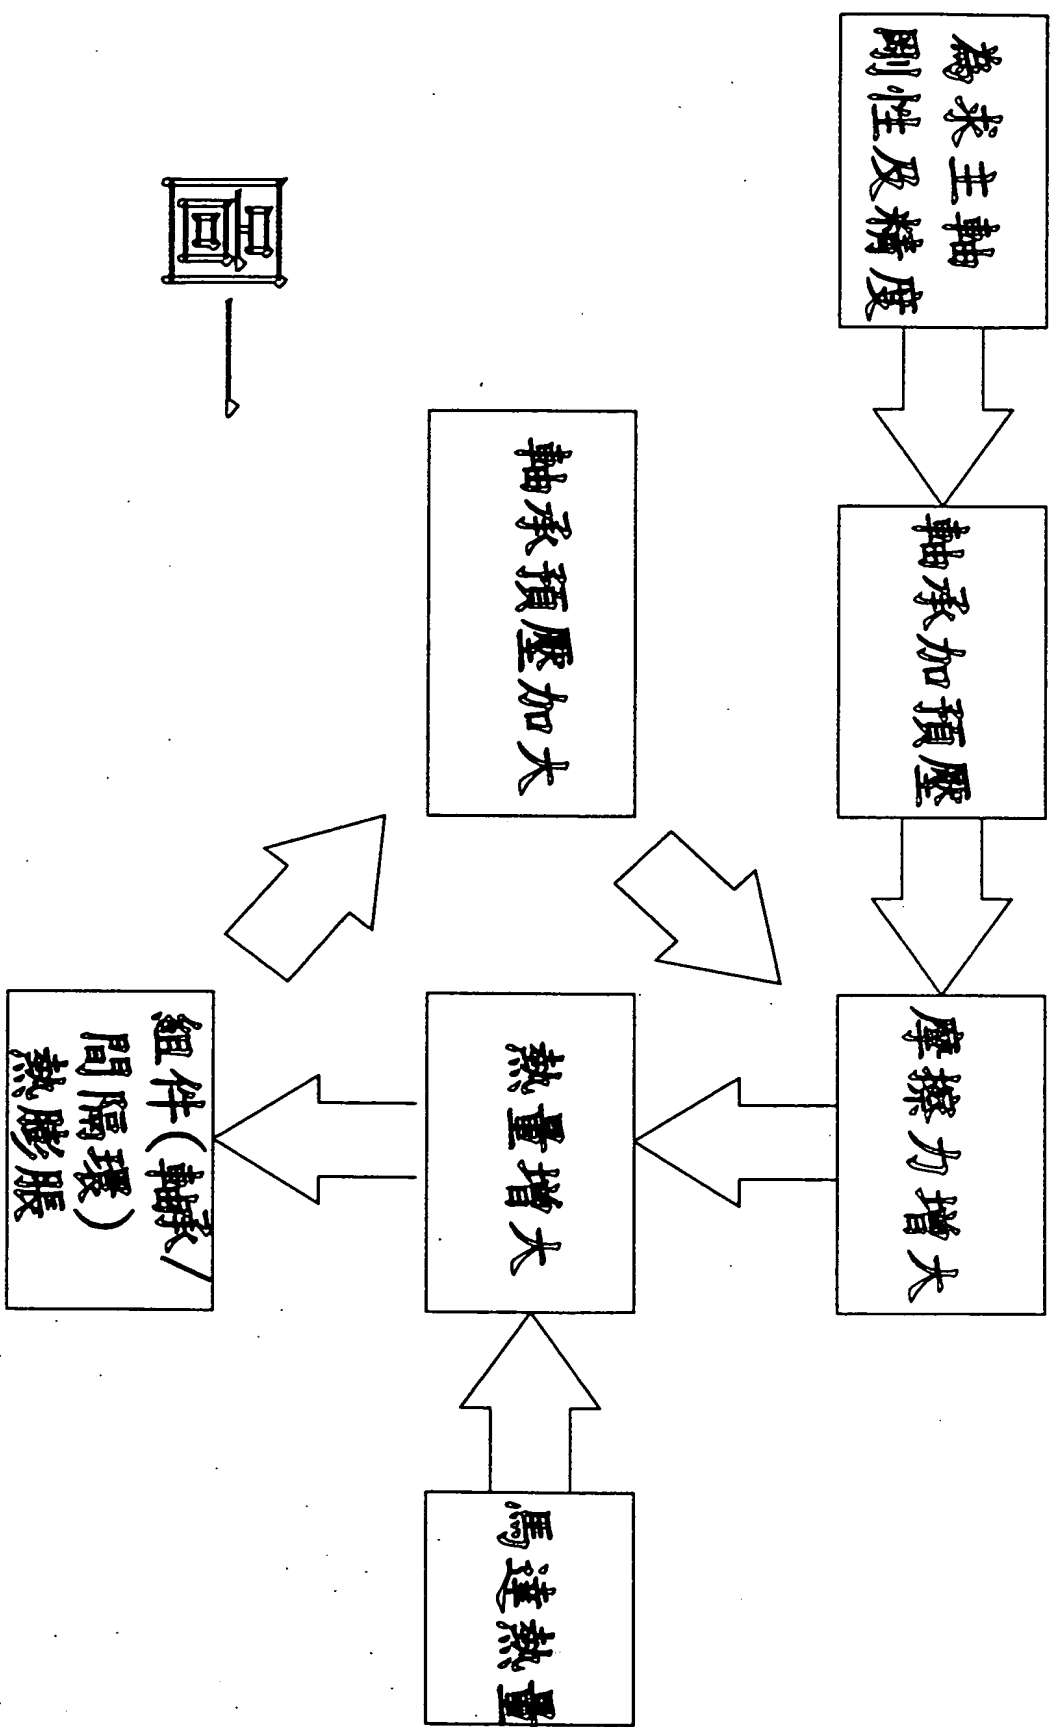 為求主軸
剛性及精度
軸承加預壓
摩擦力增大
軸承預壓加大
熱量增大
馬達熱量
組件(軸承/
間隔環)
熱膨脹
圖一